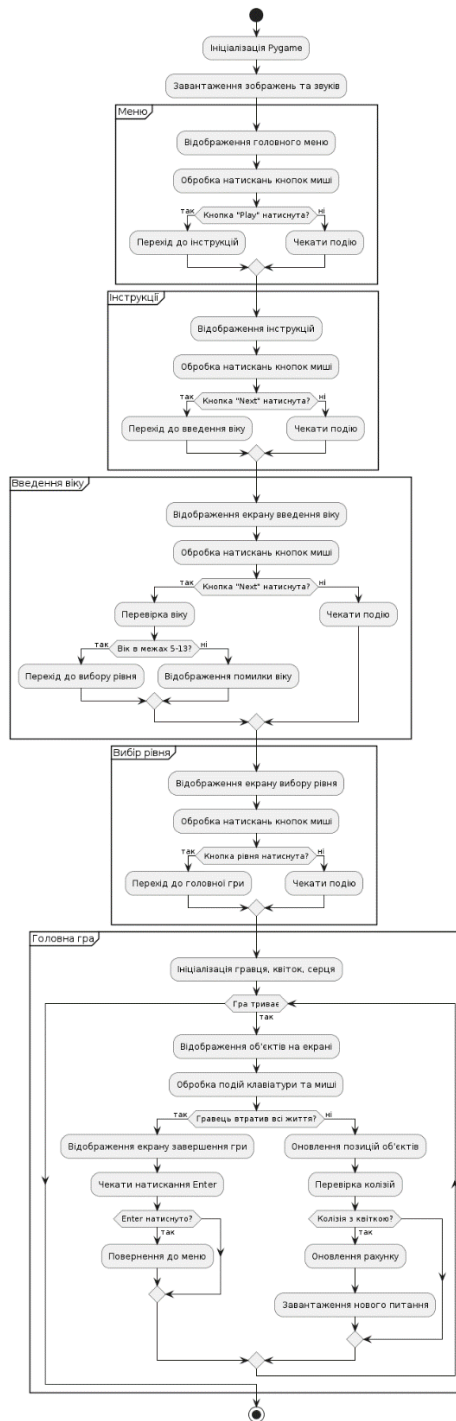 Ініціалізація Pygame
Завантаження зображень та звуків
Меню
Відображення головного меню
Обробка натискань кнопок миші
так Кнопка "Play" натиснута? ні
Перехід до інструкцій Чекати подію
Інструкції
Відображення інструкцій
Обробка натискань кнопок миші
так Кнопка "Next" натиснута? ні
Перехід до введення віку Чекати подію
Введення віку
Відображення екрану введення віку
Обробка натискань кнопок миші
так Кнопка "Next" натиснута? ні
Перевірка віку Чекати подію
так Вік в межах 5-13? ні
Перехід до вибору рівня Відображення помилки віку
Вибір рівня
Відображення екрану вибору рівня
Обробка натискань кнопок миші
так Кнопка рівня натиснута? ні
Перехід до головної гри Чекати подію
Головна гра
Ініціалізація гравця, квіток, серця
Гра триває
так
Відображення об'єктів на екрані
Обробка подій клавіатури та миші
так Гравець втратив всі життя? ні
Відображення екрану завершення гри Оновлення позицій об'єктів
Чекати натискання Enter Перевірка колізій
Enter натиснуто? Колізія з квіткою?
так так
Повернення до меню Оновлення рахунку
Завантаження нового питання